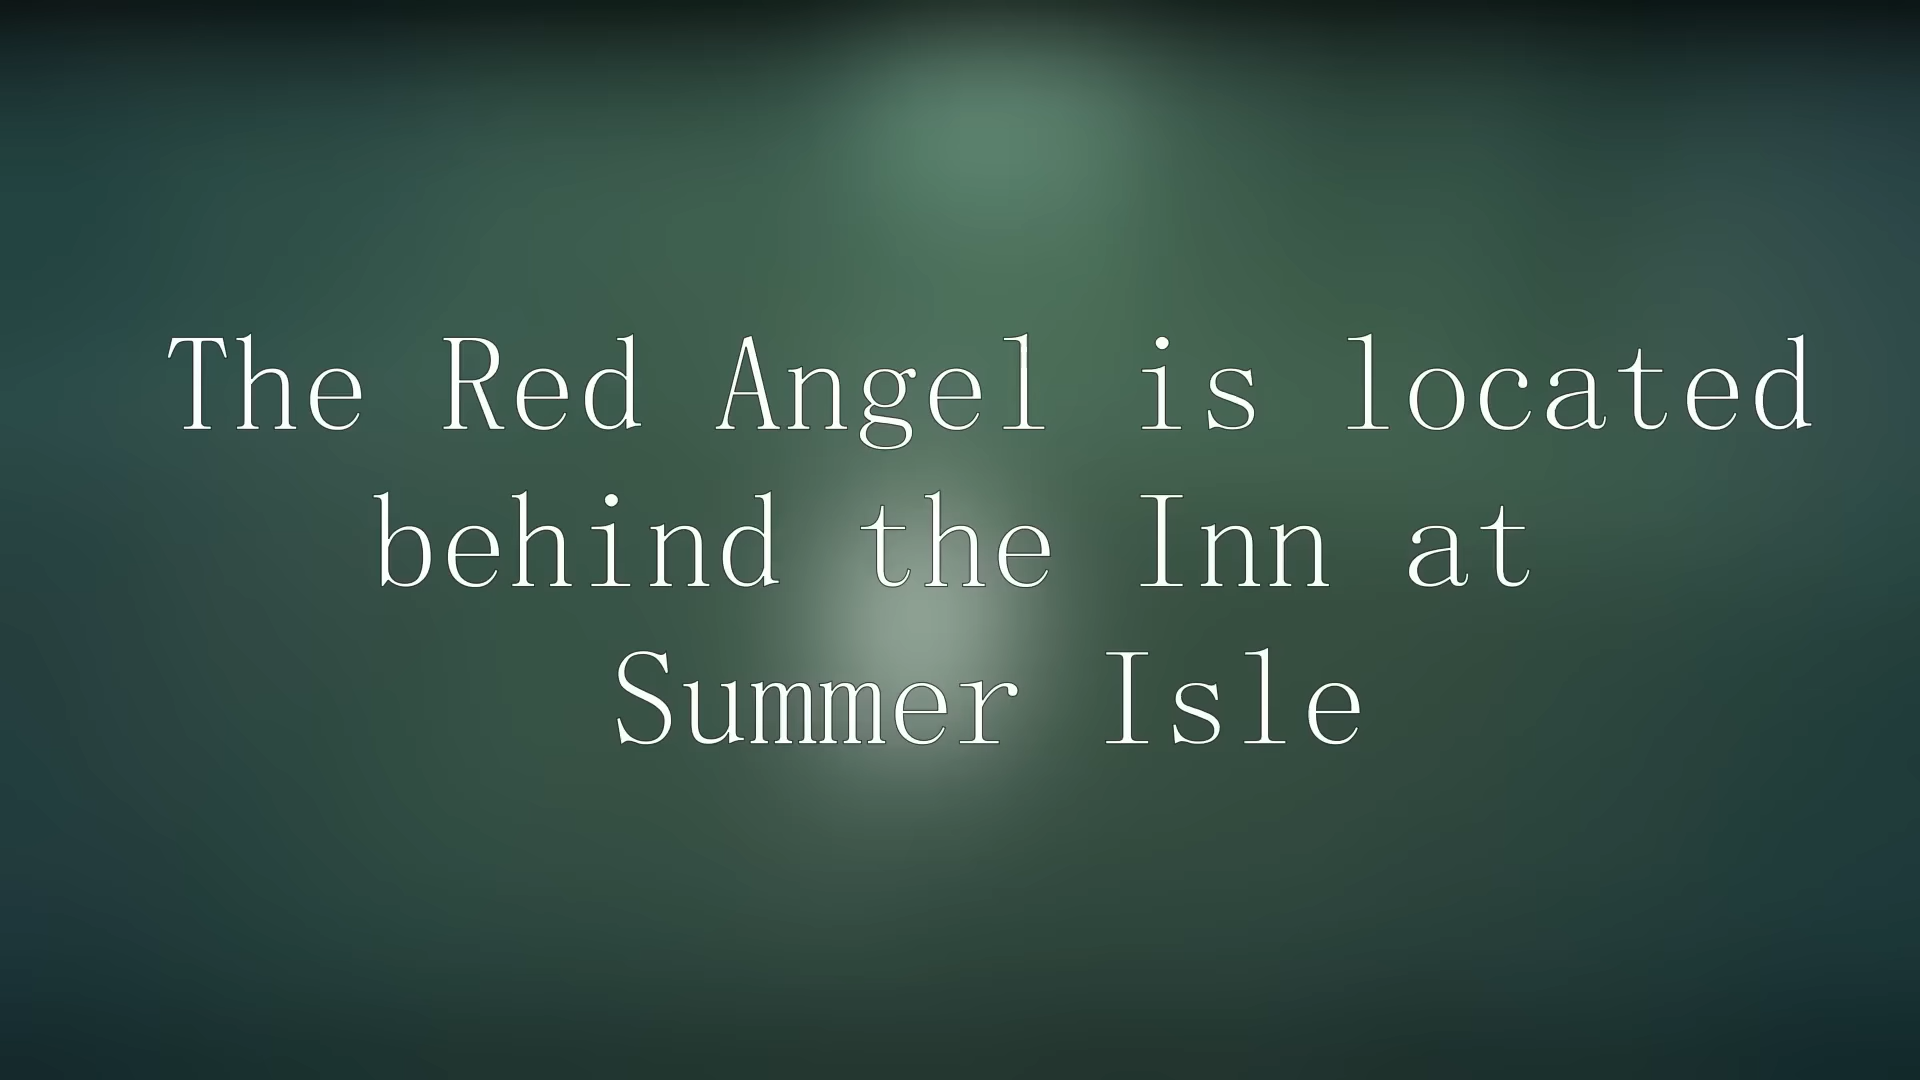 The Red Angel is located
behind the Inn at
Summer Isle